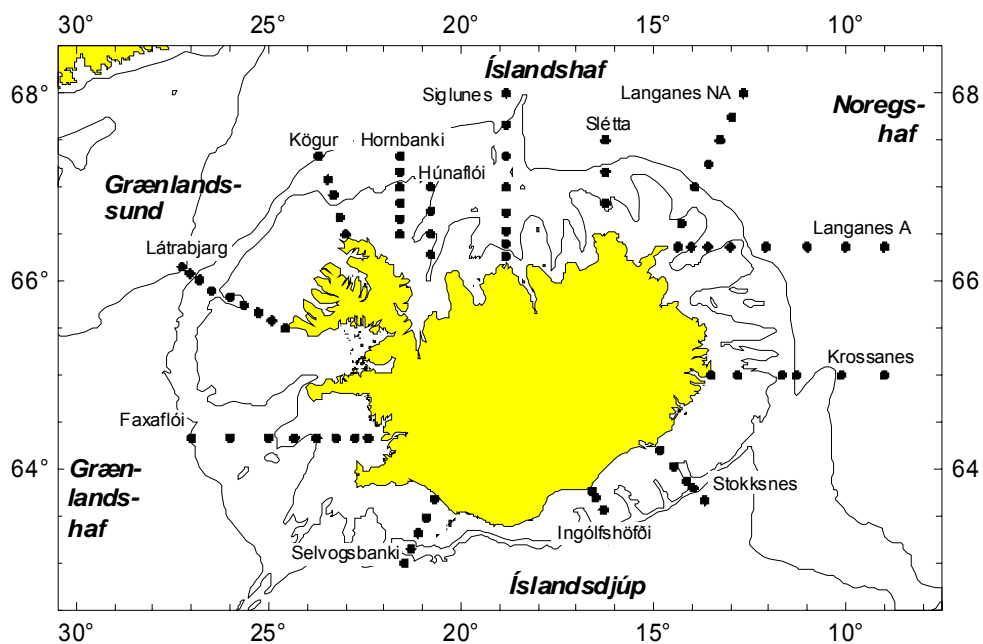 30° 25° 20° 15° 10°
Íslandshaf
68° Siglunes Langanes NA 68
Noregs-
haf
Kögur Hornbanki Slétta
Húnaflói
Grænlands-
sund
Látrabjarg Langanes A
66° 66
Krossanes
Faxaflói
64° 64
Græn-
lands-
haf
Stokksnes
Ingólfshöfði
Selvogsbanki
Íslandsdjúp
30° 25° 20° 15° 10°